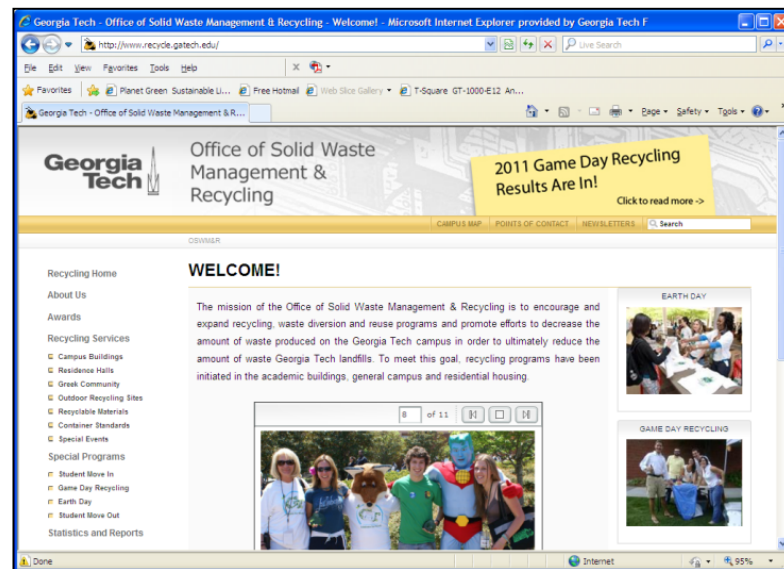 Georgia Tech - Office of Solid Waste Management & Recycling - Welcome! - Microsoft Internet Explorer provided by Georgia Tech F
http://www.recycle.gatech.edu/
Live Search
File Edit View Favorites Tools Help
Favorites Planet Green Sustainable Li... Free Hotmail Web Slice Gallery T-Square GT-1000-E12 An...
Georgia Tech - Office of Solid Waste Management & R...
Page Safety Tools
Georgia
Tech
Office of Solid Waste
Management &
Recycling
2011 Game Day Recycling
Results Are In!
Click to read more ->
CAMPUS MAP POINTS OF CONTACT NEWSLETTERS Search
OSWM&R
Recycling Home
About Us
Awards
Recycling Services
Campus Buildings
Residence Halls
Greek Community
Outdoor Recycling Sites
Recyclable Materials
Container Standards
Special Events
Special Programs
Student Move In
Game Day Recycling
Earth Day
Student Move Out
Statistics and Reports
WELCOME!
The mission of the Office of Solid Waste Management & Recycling is to encourage and
expand recycling, waste diversion and reuse programs and promote efforts to decrease the
amount of waste produced on the Georgia Tech campus in order to ultimately reduce the
amount of waste Georgia Tech landfills. To meet this goal, recycling programs have been
initiated in the academic buildings, general campus and residential housing.
8 of 11
EARTH DAY
GAME DAY RECYCLING
Done Internet 95%